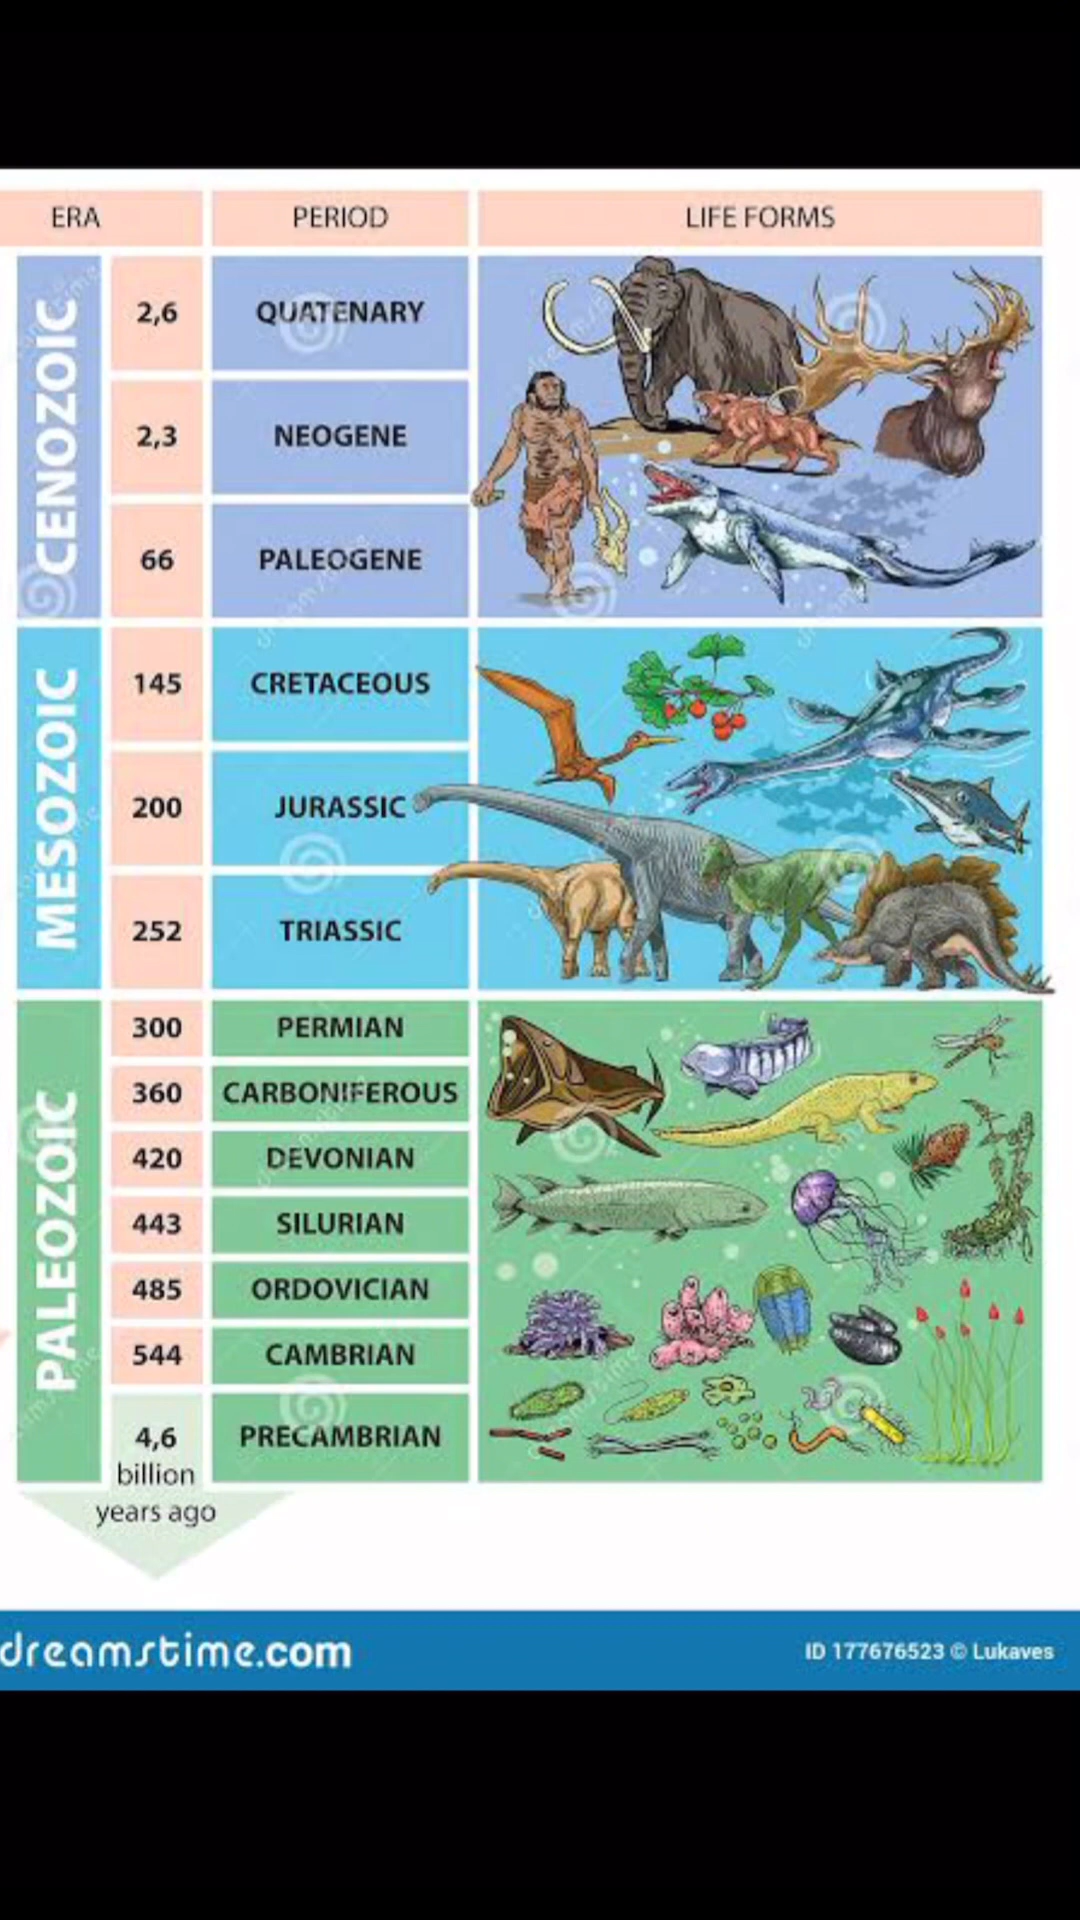 ERA PERIOD LIFE FORMS
CENOZOIC
2,6 QUATENARY
2,3 NEOGENE
66 PALEOGENE
MESOZOIC
145 CRETACEOUS
200 JURASSIC
252 TRIASSIC
PALEOZOIC
300 PERMIAN
360 CARBONIFEROUS
420 DEVONIAN
443 SILURIAN
485 ORDOVICIAN
544 CAMBRIAN
4,6 PRECAMBRIAN
billion
years ago
dreamstime.com
ID 177676523 © Lukaves